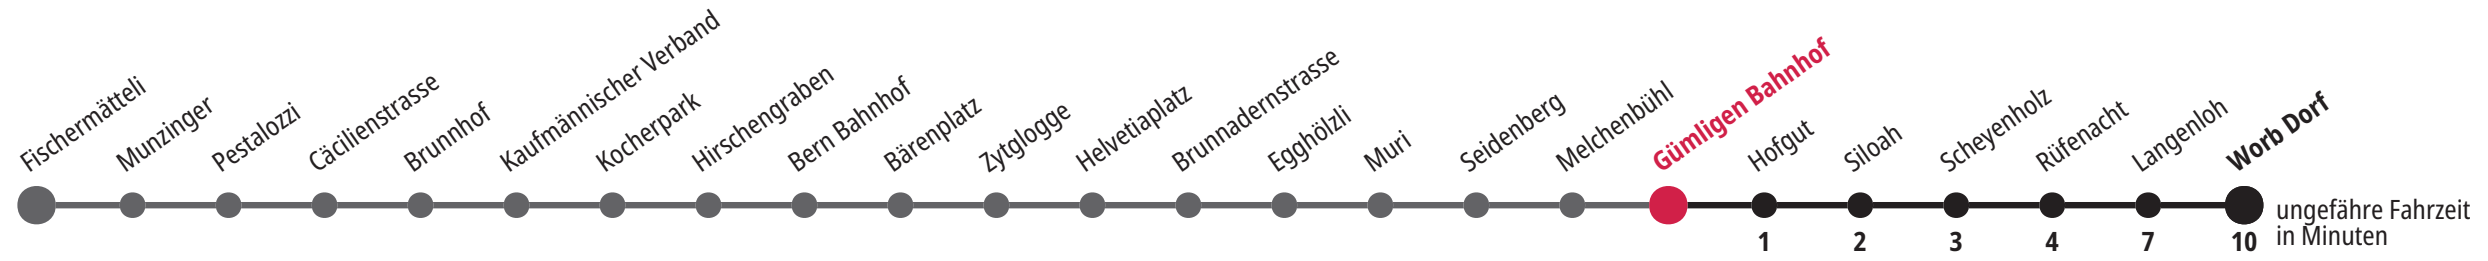 Fischermätteli
Munzinger
Pestalozzi
Cäcilienstrasse
Brunnhof
Kaufmännischer Verband
Kocherpark
Hirschengraben
Bern Bahnhof
Bärenplatz
Zytglogge
Helvetiaplatz
Brunnadernstrasse
Egghölzli
Muri
Seidenberg
Melchenbühl
Gümligen Bahnhof
Hofgut
Siloah
Scheyenholz
Rüfenacht
Langenloh
Worb Dorf
1 2 3 4 7 10
ungefähre Fahrzeit
in Minuten